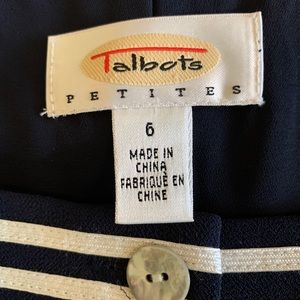 Talbots
PETITES
6
MADE IN
CHINA
FABRIQUÉ EN
CHINE